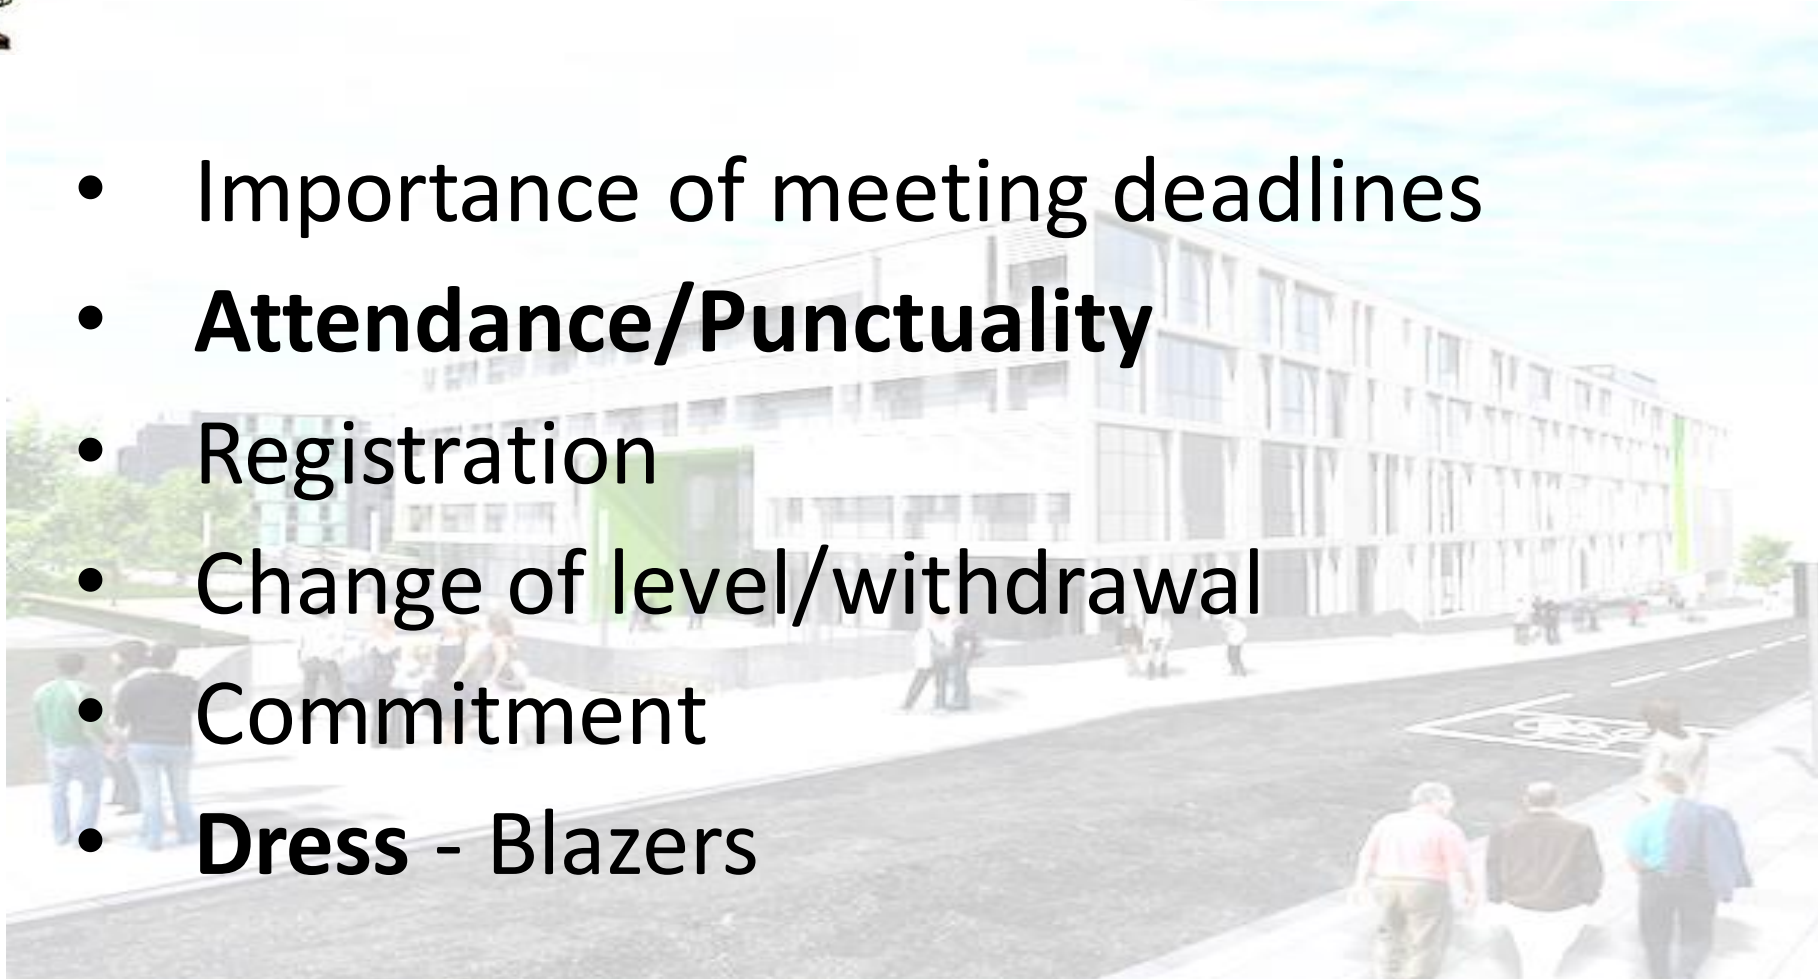 • Importance of meeting deadlines
• Attendance/Punctuality
• Registration
• Change of level/withdrawal
• Commitment
• Dress - Blazers